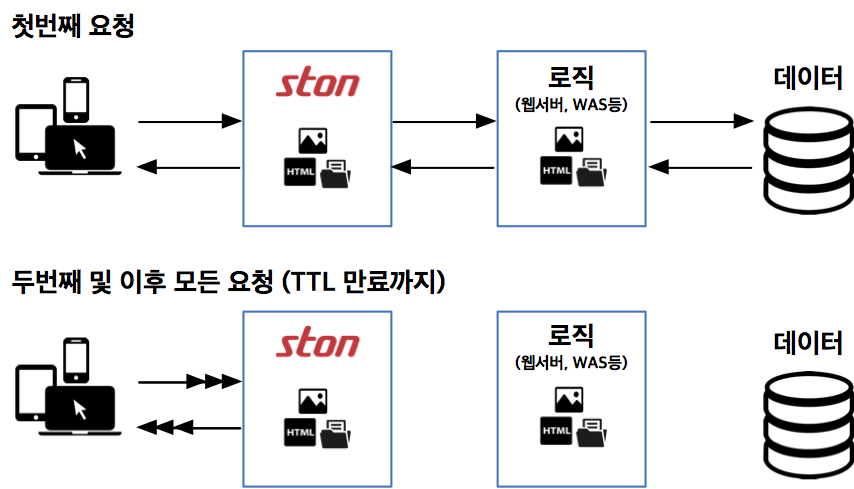 첫번째 요청
ston
로직
(웹서버, WAS등)
데이터
HTML
HTML
두번째 및 이후 모든 요청 (TTL 만료까지)
ston
로직
(웹서버, WAS등)
데이터
HTML
HTML